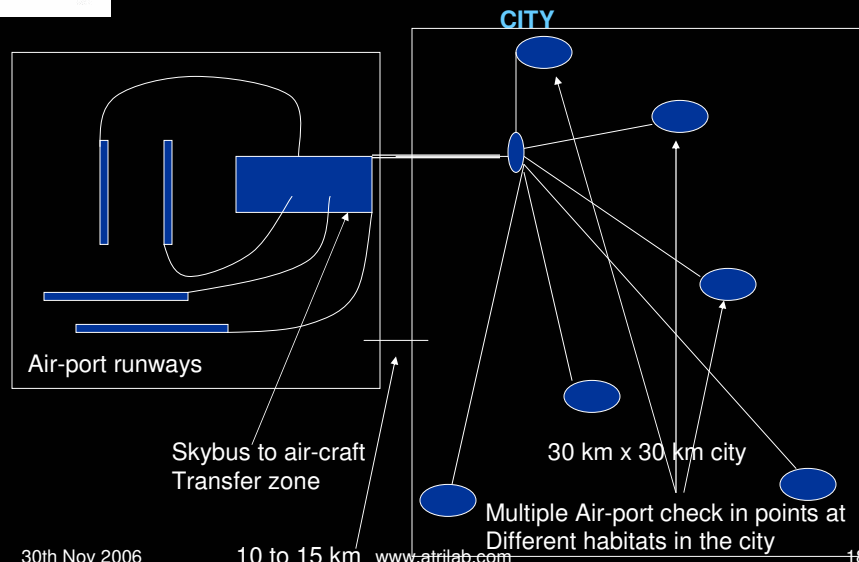 CITY
Air-port runways
Skybus to air-craft
Transfer zone
30 km x 30 km city
Multiple Air-port check in points at
Different habitats in the city
30th Nov 2006
10 to 15 km
www.atrilab.com
18